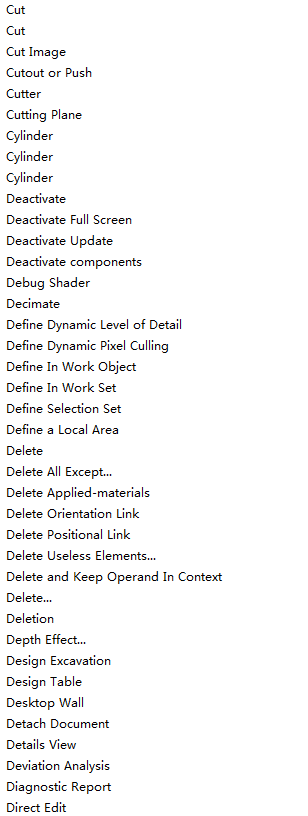 Cut
Cut
Cut Image
Cutout or Push
Cutter
Cutting Plane
Cylinder
Cylinder
Cylinder
Deactivate
Deactivate Full Screen
Deactivate Update
Deactivate components
Debug Shader
Decimate
Define Dynamic Level of Detail
Define Dynamic Pixel Culling
Define In Work Object
Define In Work Set
Define Selection Set
Define a Local Area
Delete
Delete All Except...
Delete Applied-materials
Delete Orientation Link
Delete Positional Link
Delete Useless Elements...
Delete and Keep Operand In Context
Delete...
Deletion
Depth Effect...
Design Excavation
Design Table
Desktop Wall
Detach Document
Details View
Deviation Analysis
Diagnostic Report
Direct Edit